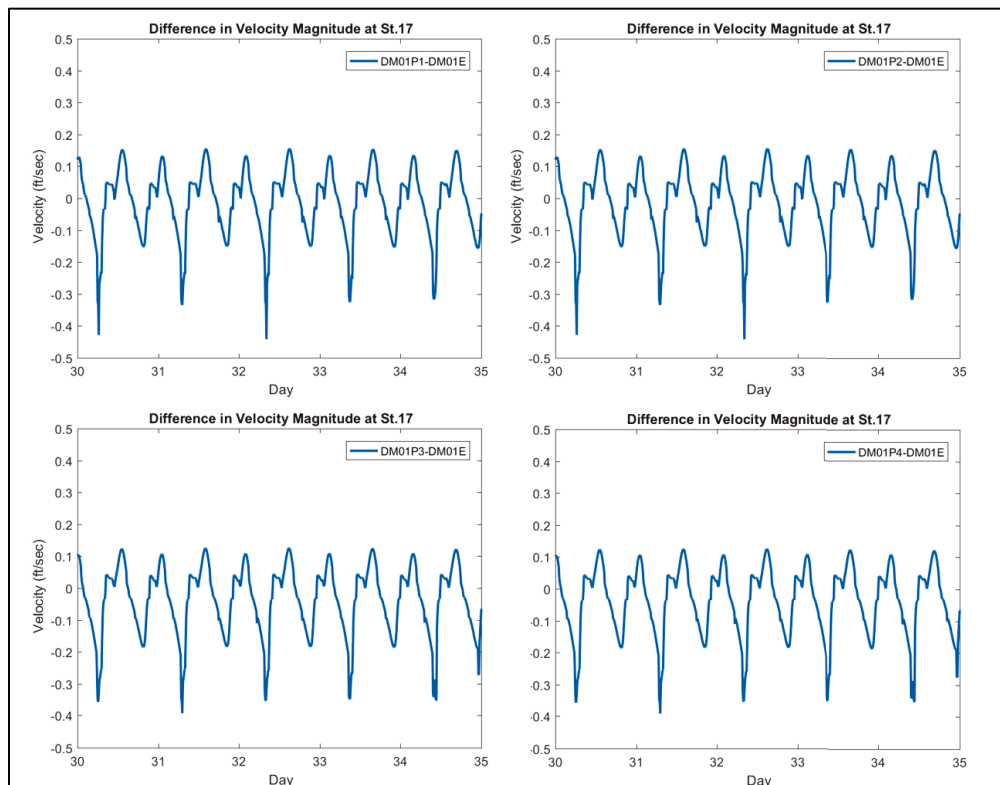 Difference in Velocity Magnitude at St.17
DM01P1-DM01E
0.5
0.4
0.3
0.2
0.1
0
-0.1
-0.2
-0.3
-0.4
-0.5
Velocity (ft/sec)
30 31 32 33 34 35
Day
Difference in Velocity Magnitude at St.17
DM01P2-DM01E
0.5
0.4
0.3
0.2
0.1
0
-0.1
-0.2
-0.3
-0.4
-0.5
Velocity (ft/sec)
30 31 32 33 34 35
Day
Difference in Velocity Magnitude at St.17
DM01P3-DM01E
0.5
0.4
0.3
0.2
0.1
0
-0.1
-0.2
-0.3
-0.4
-0.5
Velocity (ft/sec)
30 31 32 33 34 35
Day
Difference in Velocity Magnitude at St.17
DM01P4-DM01E
0.5
0.4
0.3
0.2
0.1
0
-0.1
-0.2
-0.3
-0.4
-0.5
Velocity (ft/sec)
30 31 32 33 34 35
Day